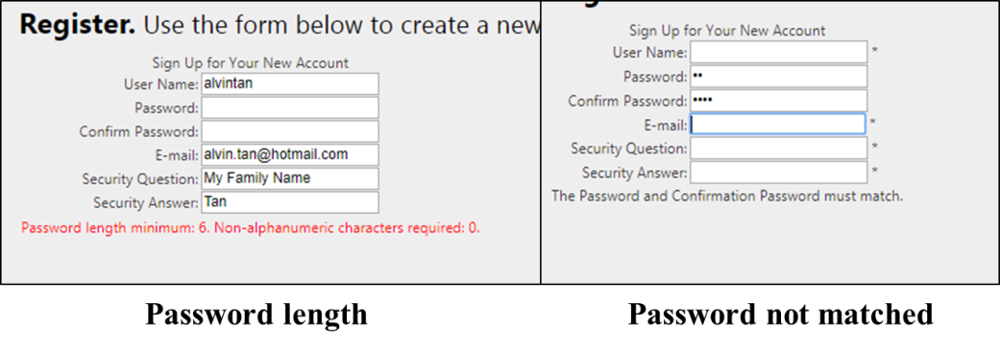 Register. Use the form below to create a new
Sign Up for Your New Account
User Name: alvintan
Password:
Confirm Password:
E-mail: alvin.tan@hotmail.com
Security Question: My Family Name
Security Answer: Tan
Password length minimum: 6. Non-alphanumeric characters required: 0.
Password length
Sign Up for Your New Account
User Name: *
Password: ••
Confirm Password: ••••
E-mail: *
Security Question: *
Security Answer: *
The Password and Confirmation Password must match.
Password not matched